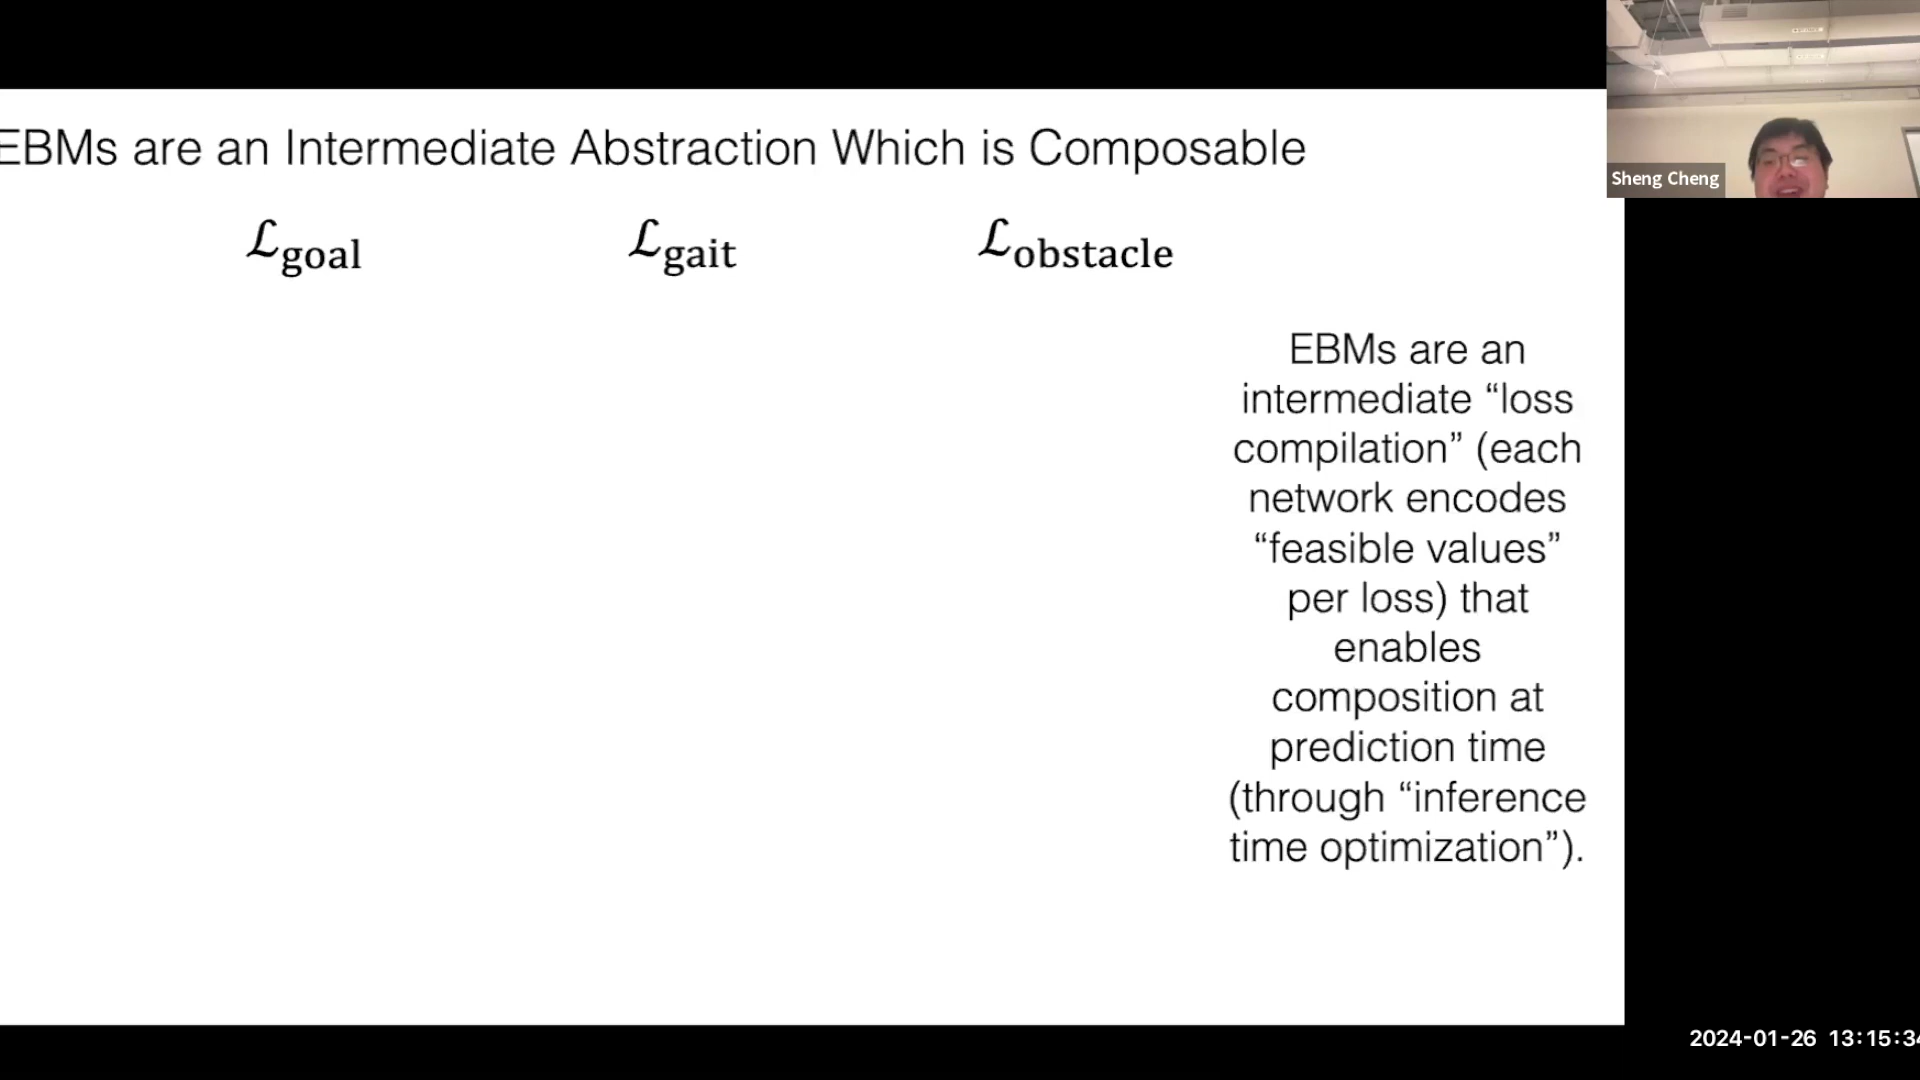 EBMs are an Intermediate Abstraction Which is Composable
Sheng Cheng
ℒgoal ℒgait ℒobstacle
EBMs are an
intermediate “loss
compilation” (each
network encodes
“feasible values”
per loss) that
enables
composition at
prediction time
(through “inference
time optimization”).
2024-01-26 13:15:34